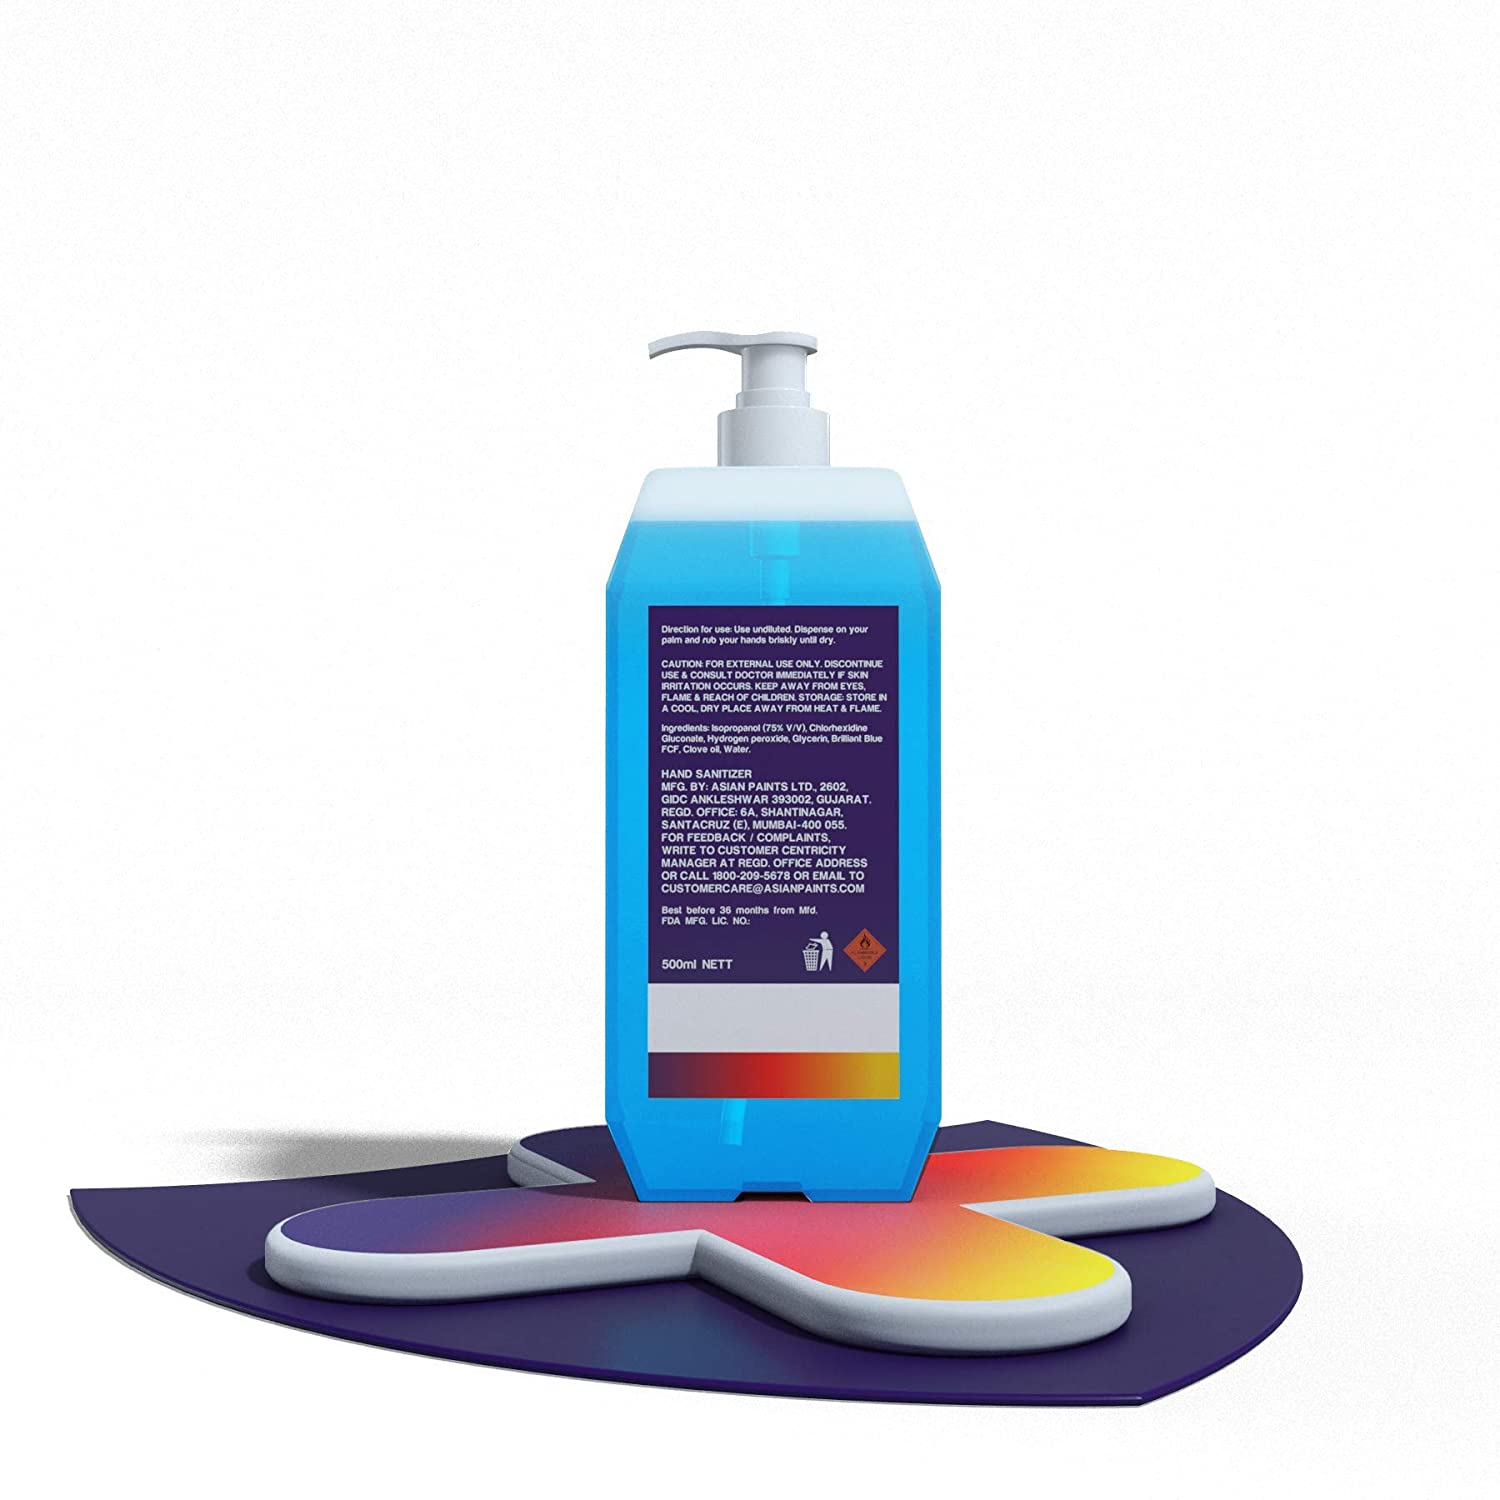 Direction for use: Use undiluted. Dispense on your
palm and rub your hands briskly until dry.
CAUTION: FOR EXTERNAL USE ONLY. DISCONTINUE
USE & CONSULT DOCTOR IMMEDIATELY IF SKIN
IRRITATION OCCURS. KEEP AWAY FROM EYES,
FLAME & REACH OF CHILDREN. STORAGE: STORE IN
A COOL, DRY PLACE AWAY FROM HEAT & FLAME.
Ingredients: Isopropanol (75% V/V), Chlorhexidine
Gluconate, Hydrogen peroxide, Glycerin, Brilliant Blue
FCF, Clove oil, Water.
HAND SANITIZER
MFG. BY: ASIAN PAINTS LTD., 2602,
GIDC ANKLESHWAR 393002, GUJARAT.
REGD. OFFICE: 6A, SHANTINAGAR,
SANTACRUZ (E), MUMBAI-400 055.
FOR FEEDBACK / COMPLAINTS,
WRITE TO CUSTOMER CENTRICITY
MANAGER AT REGD. OFFICE ADDRESS
OR CALL 1800-209-5678 OR EMAIL TO
CUSTOMERCARE@ASIANPAINTS.COM
Best before 36 months from Mfd.
FDA MFG. LIC. NO.:
500ml NETT
FLAMMABLE
LIQUID
3